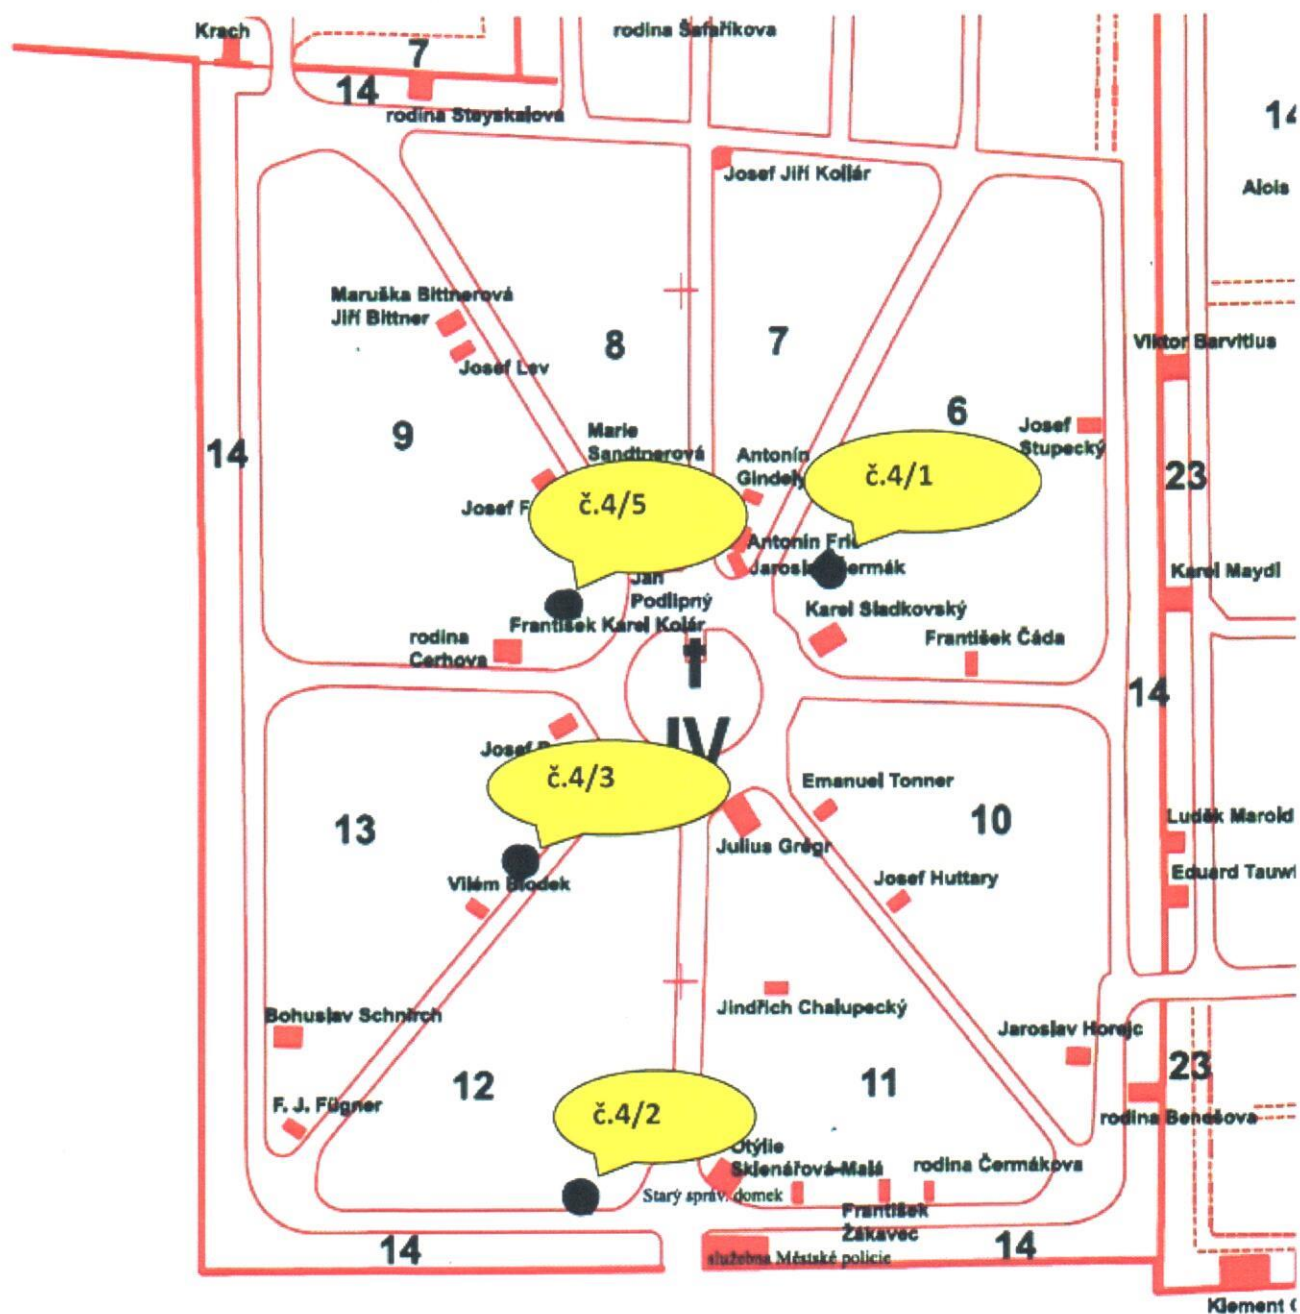 Krach
rodina Šafaříkova
7
14
rodina Steyskalová
14
Josef Jiří Kollár
Alois
Maruška Bittnerová
Jiří Bittner
8
7
Viktor Barvitius
Josef Lev
6
9
Marie
Sandtnerová
Josef
Stupecký
14
Antonín
Gindely
č.4/1
23
č.4/5
Josef F
Antonín Frič
Jaroslav Čermák
Karel Maydl
Jan
Podlipný
František Karel Kolár
Karel Sladkovský
František Čáda
rodina
Cerhova
14
IV
Josef
č.4/3
Emanuel Tonner
13
10
Luděk Marold
Julius Grégr
Eduard Tauwi
Vilém Blodek
Josef Huttary
Jindřich Chalupecký
Bohuslav Schnirch
Jaroslav Horejc
12
11
23
F. J. Fügner
č.4/2
rodina Benešova
Otýlie
Sklenářová-Malá
rodina Čermákova
Starý správ. domek
František
Žákavec
14
14
služebna Městské policie
Klement